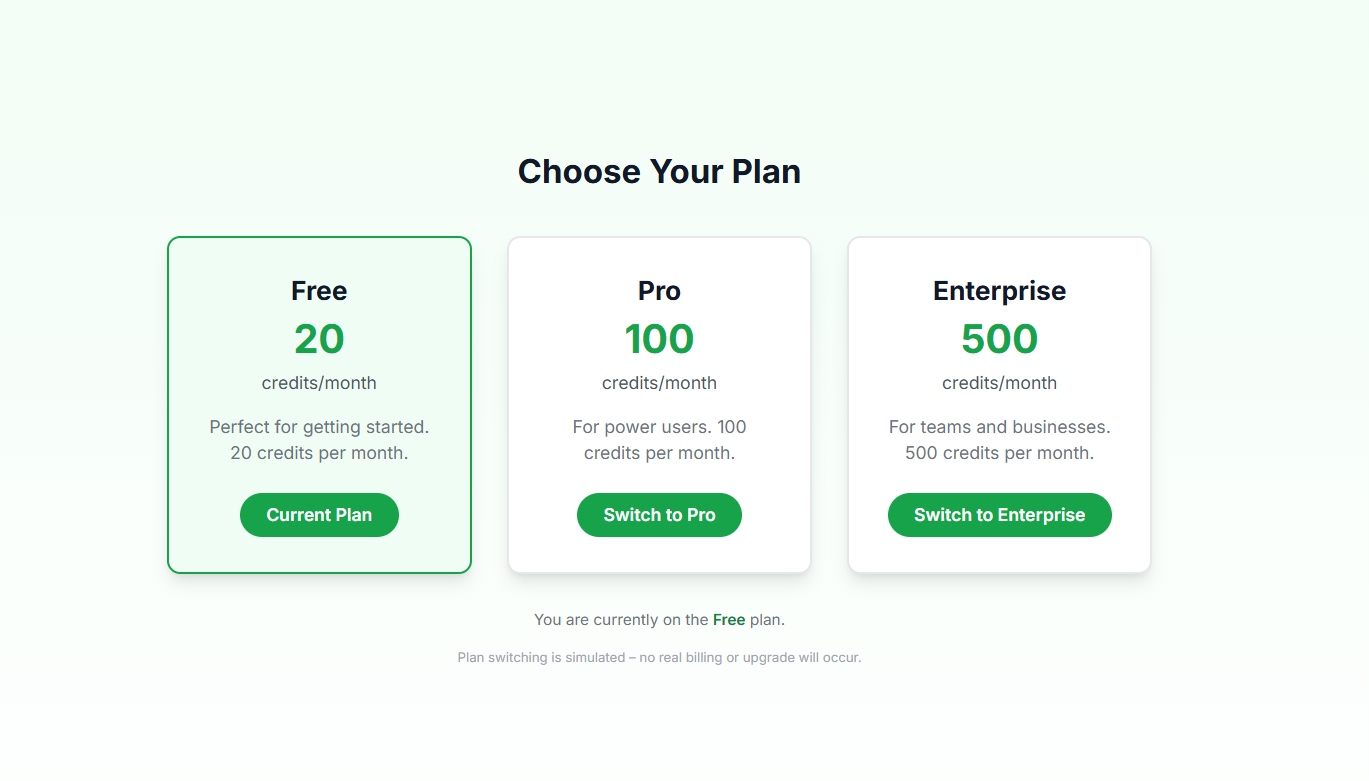 Choose Your Plan
Free
20
credits/month
Perfect for getting started.
20 credits per month.
Current Plan
Pro
100
credits/month
For power users. 100
credits per month.
Switch to Pro
Enterprise
500
credits/month
For teams and businesses.
500 credits per month.
Switch to Enterprise
You are currently on the Free plan.
Plan switching is simulated – no real billing or upgrade will occur.